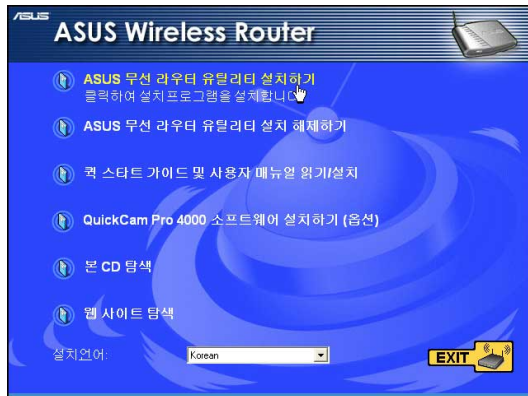 ASUS
ASUS Wireless Router
ASUS 무선 라우터 유틸리티 설치하기
클릭하여 설치프로그램을 설치합니다
ASUS 무선 라우터 유틸리티 설치 해제하기
퀵 스타트 가이드 및 사용자 매뉴얼 읽기/설치
QuickCam Pro 4000 소프트웨어 설치하기 (옵션)
본 CD 탐색
웹 사이트 탐색
설치언어:
Korean
EXIT